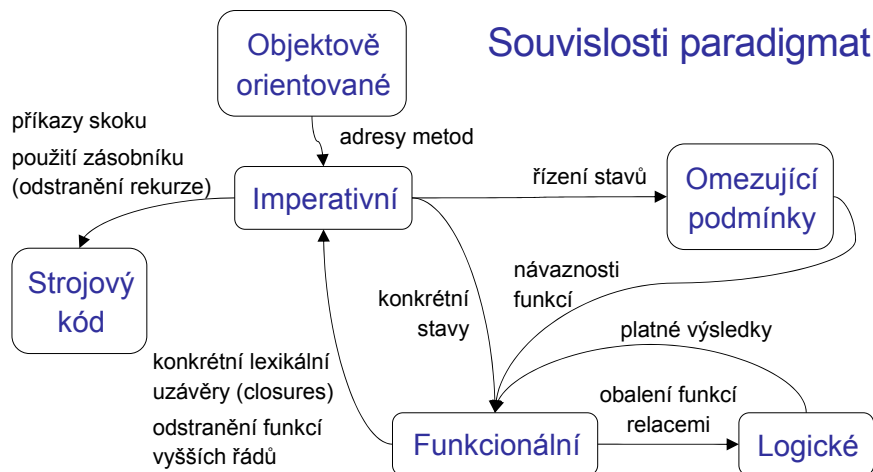 Souvislosti paradigmat
Objektově
orientované
příkazy skoku
použití zásobníku
(odstranění rekurze)
adresy metod
Imperativní
řízení stavů
Omezující
podmínky
Strojový
kód
konkrétní
stavy
návaznosti
funkcí
platné výsledky
konkrétní lexikální
uzávěry (closures)
odstranění funkcí
vyšších řádů
Funkcionální
obalení funkcí
relacemi
Logické